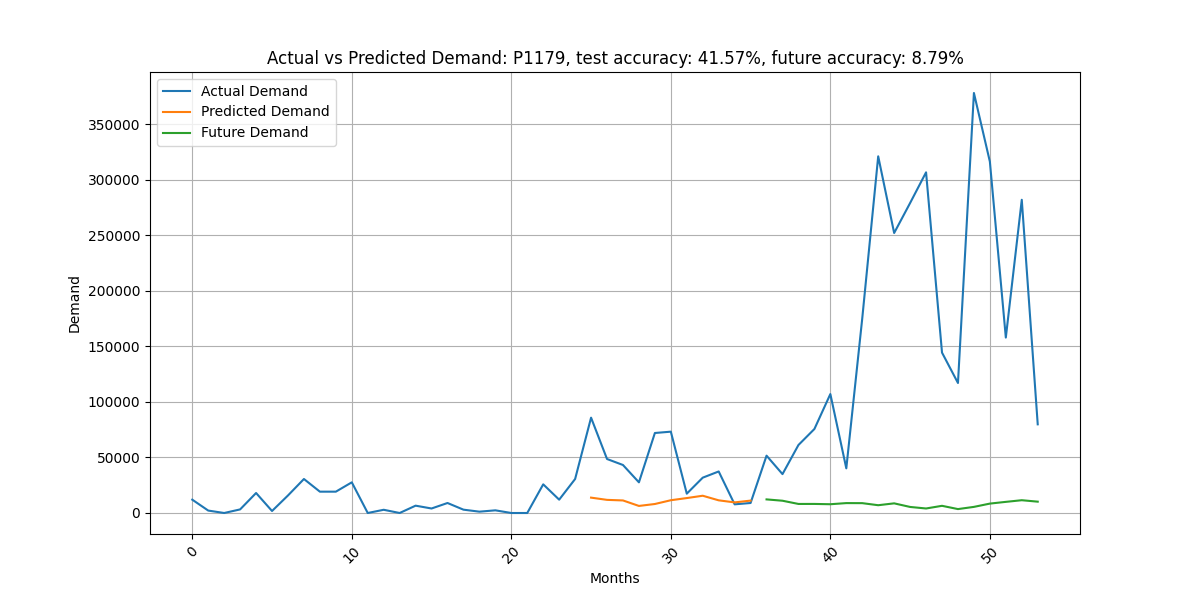 Actual vs Predicted Demand: P1179, test accuracy: 41.57%, future accuracy: 8.79%
Actual Demand
Predicted Demand
Future Demand
Demand
350000
300000
250000
200000
150000
100000
50000
0
0 10 20 30 40 50
Months